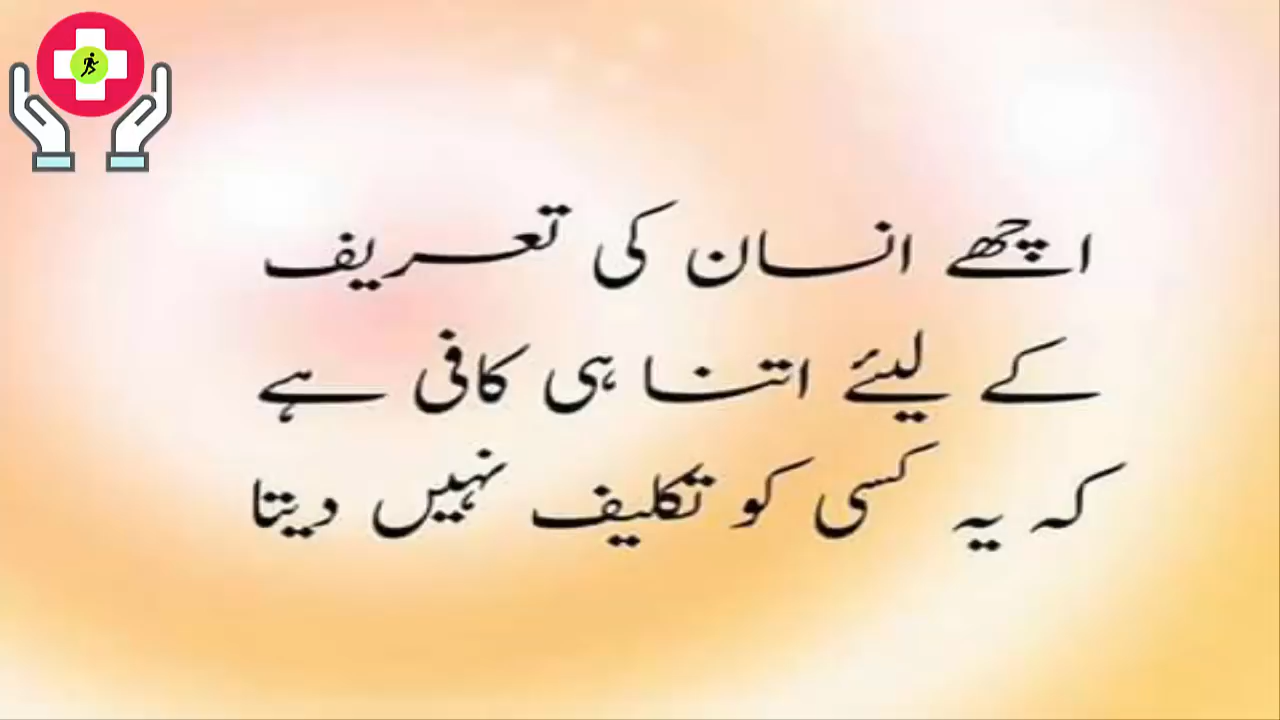 اچھے انسان کی تعریف
کے لیئے اتنا ہی کافی ہے
کہ یہ کسی کو تکلیف نہیں دیتا